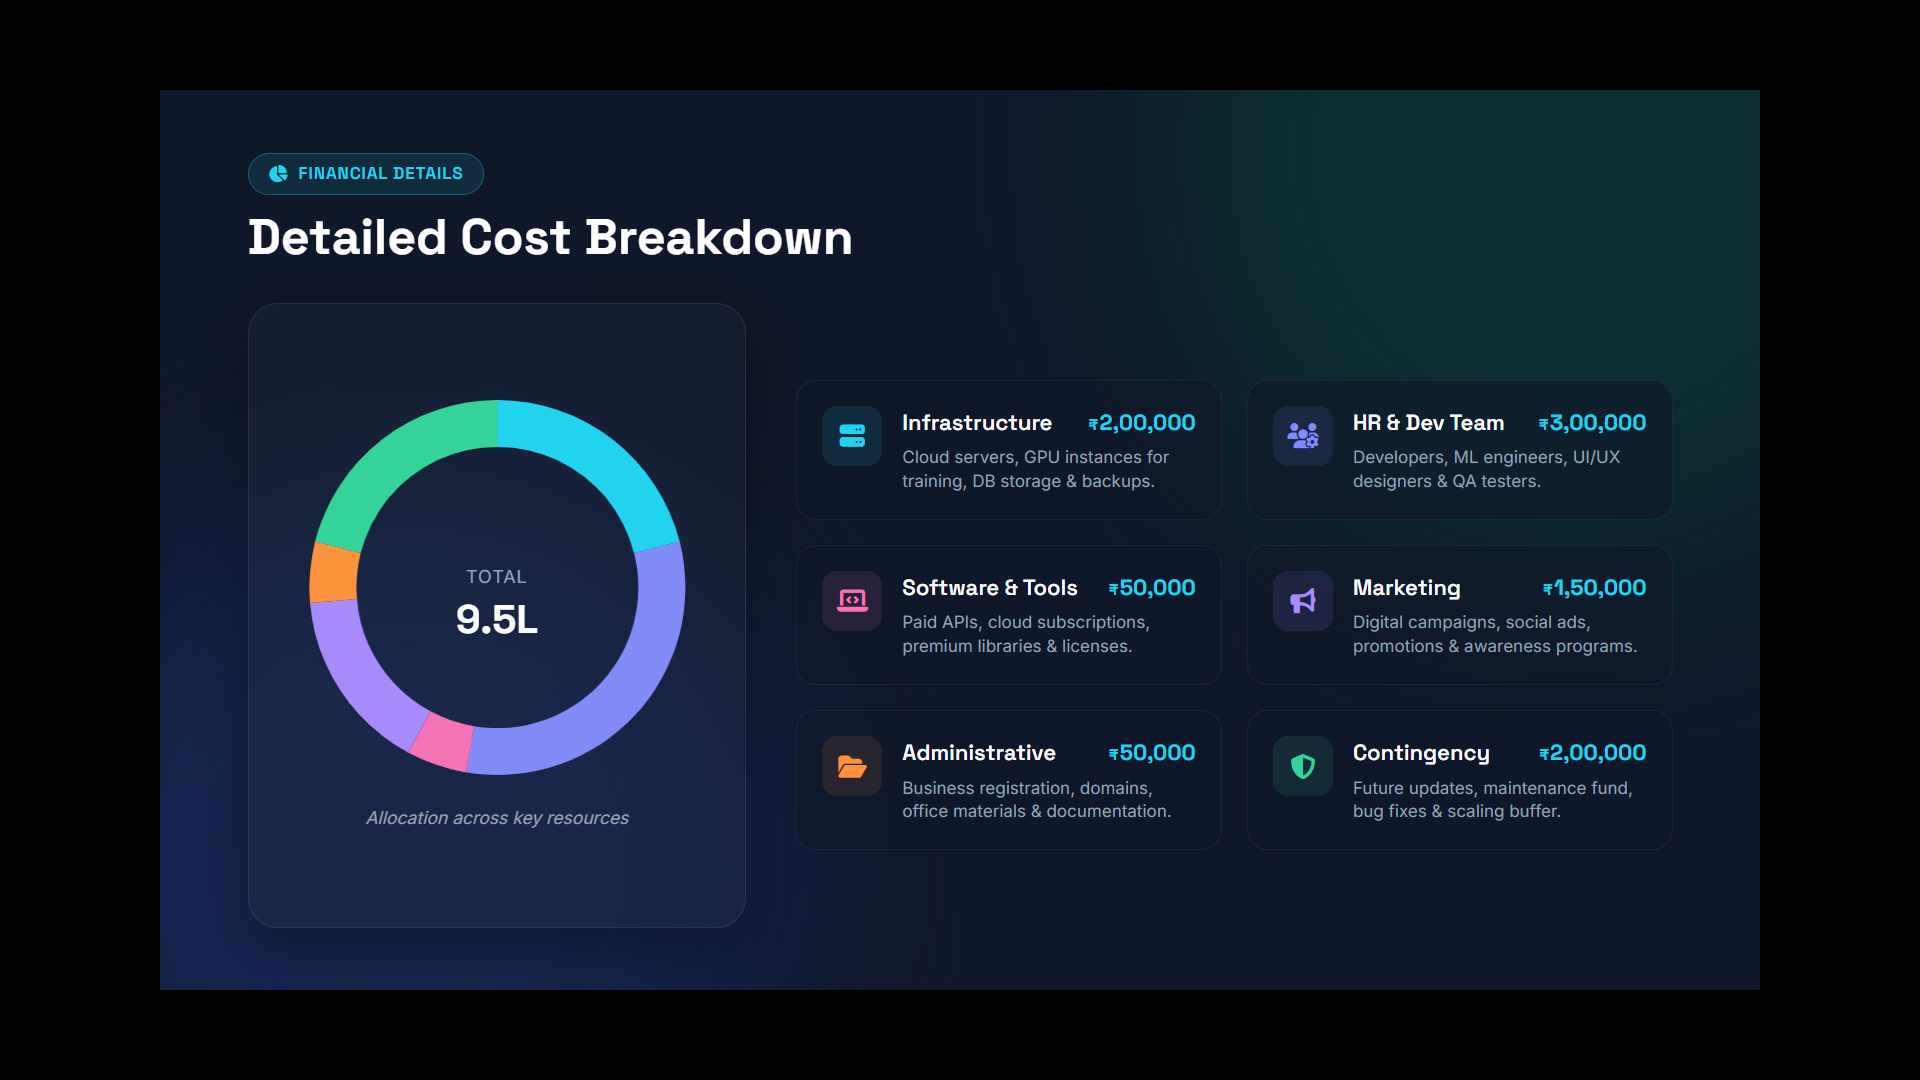 FINANCIAL DETAILS
Detailed Cost Breakdown
TOTAL
9.5L
Allocation across key resources
Infrastructure ₹2,00,000
Cloud servers, GPU instances for
training, DB storage & backups.
HR & Dev Team ₹3,00,000
Developers, ML engineers, UI/UX
designers & QA testers.
Software & Tools ₹50,000
Paid APIs, cloud subscriptions,
premium libraries & licenses.
Marketing ₹1,50,000
Digital campaigns, social ads,
promotions & awareness programs.
Administrative ₹50,000
Business registration, domains,
office materials & documentation.
Contingency ₹2,00,000
Future updates, maintenance fund,
bug fixes & scaling buffer.